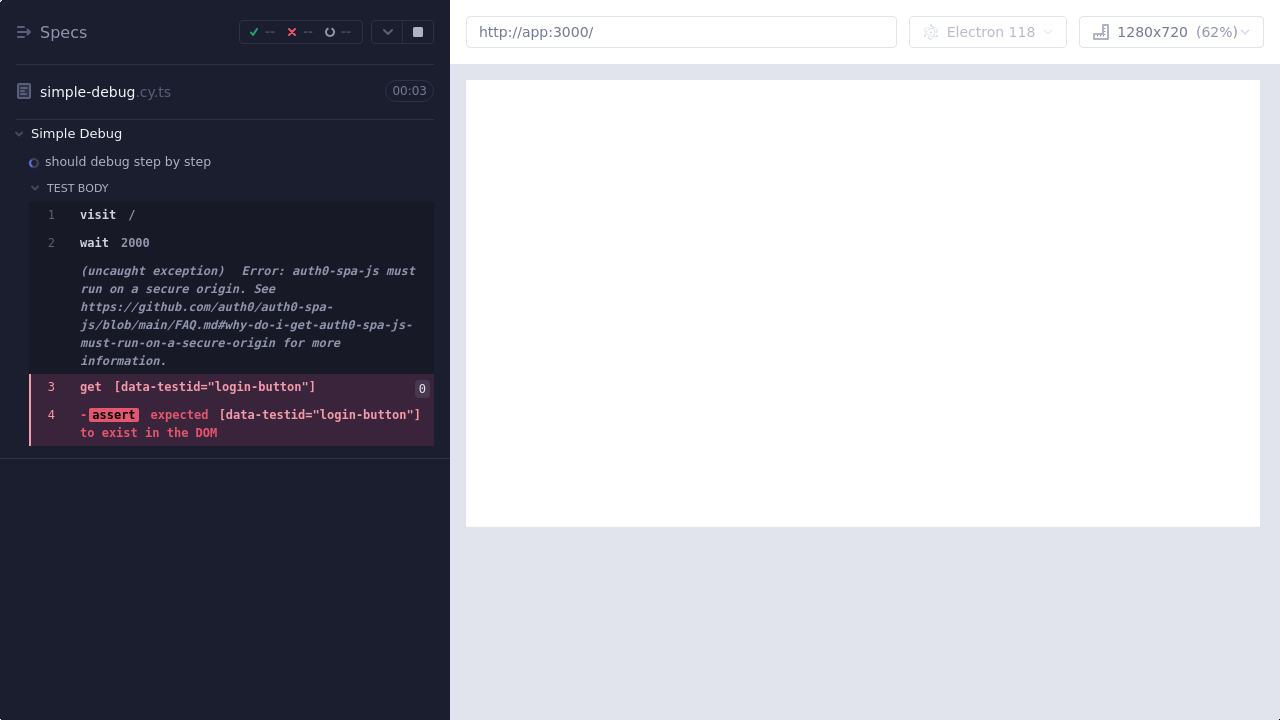 Specs
-- -- --
simple-debug.cy.ts
00:03
Simple Debug
should debug step by step
TEST BODY
1 visit /
2 wait 2000
(uncaught exception) Error: auth0-spa-js must
run on a secure origin. See
https://github.com/auth0/auth0-spa-
js/blob/main/FAQ.md#why-do-i-get-auth0-spa-js-
must-run-on-a-secure-origin for more
information.
3 get [data-testid="login-button"] 0
4 -assert expected [data-testid="login-button"]
to exist in the DOM
http://app:3000/
Electron 118
1280x720 (62%)